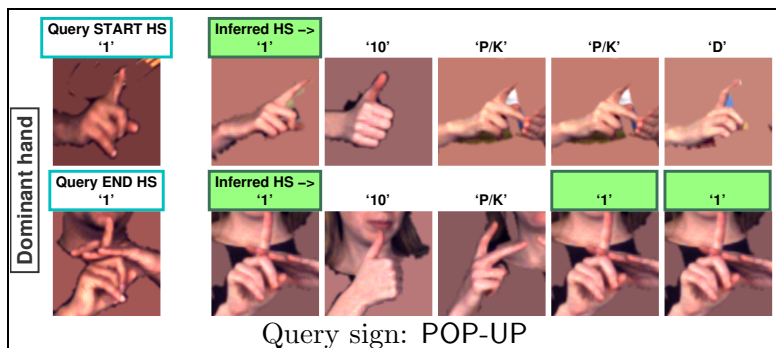 Query START HS Inferred HS –>
‘1’ ‘1’ ‘10’ ‘P/K’ ‘P/K’ ‘D’
Dominant hand
Query END HS Inferred HS –>
‘1’ ‘1’ ‘10’ ‘P/K’ ‘1’ ‘1’
Query sign: POP-UP